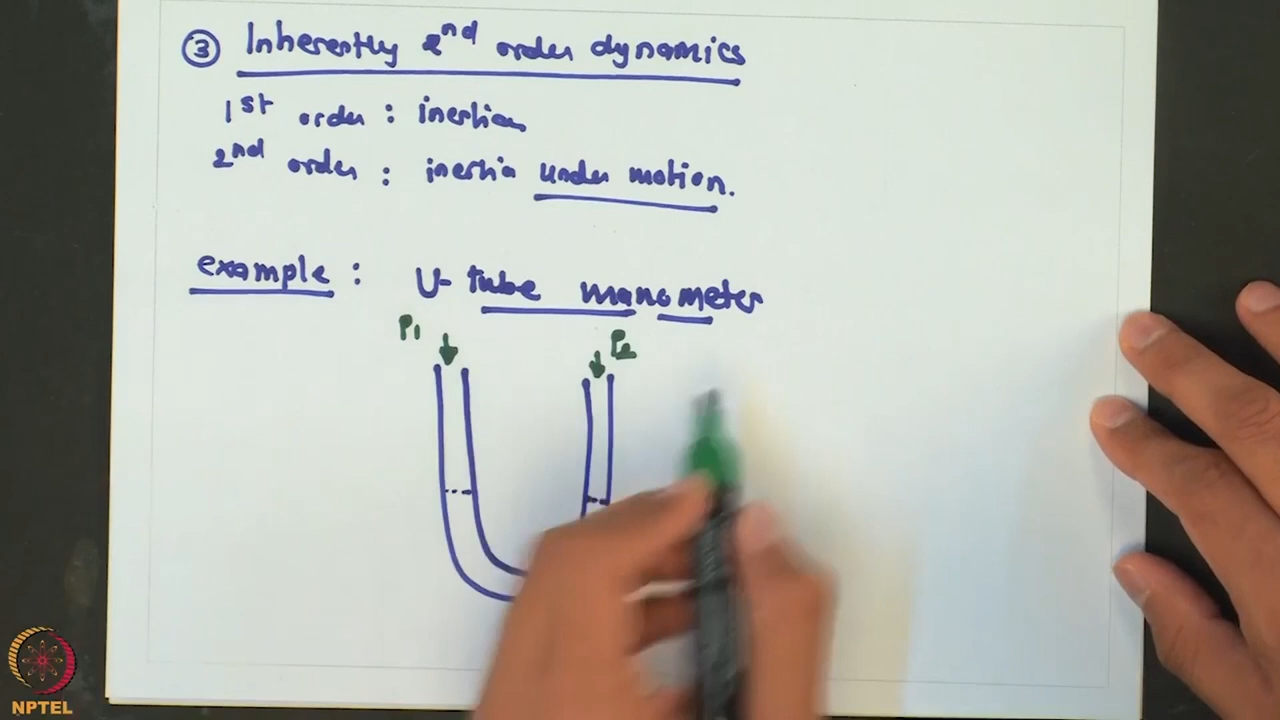 ③ Inherently 2nd order dynamics
1st order : inertia
2nd order : inertia under motion.
example : U-tube manometer
P1 P2
NPTEL